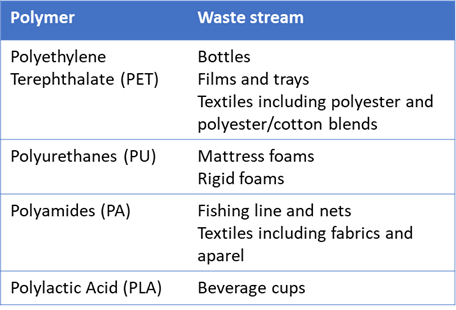 Polymer Waste stream
Polyethylene Bottles
Terephthalate (PET) Films and trays
Textiles including polyester and
polyester/cotton blends
Polyurethanes (PU) Mattress foams
Rigid foams
Polyamides (PA) Fishing line and nets
Textiles including fabrics and
aparel
Polylactic Acid (PLA) Beverage cups